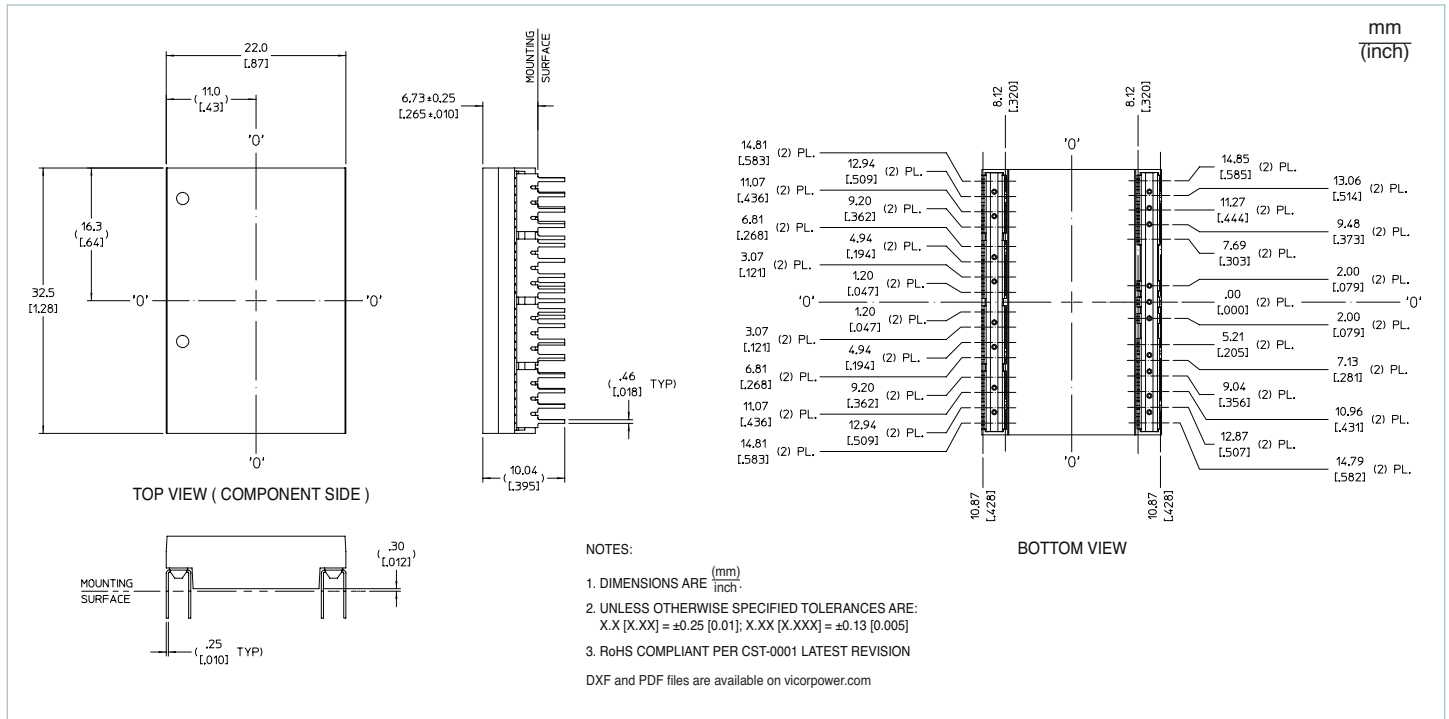 mm
(inch)
22.0
[.87]
( 11.0 )
[.43]
'0'
16.3
( [.64] )
32.5
[1.28]
'0'
'0'
'0'
TOP VIEW ( COMPONENT SIDE )
6.73±0.25
[.265±.010]
MOUNTING
SURFACE
( .46 TYP)
[.018]
( 10.04 )
[.395]
MOUNTING
SURFACE
( .30 )
[.012]
( .25 TYP)
[.010]
8.12
[.320]
8.12
[.320]
'0'
14.81 (2) PL.
[.583]
12.94 (2) PL.
[.509]
11.07 (2) PL.
[.436]
9.20 (2) PL.
[.362]
6.81 (2) PL.
[.268]
4.94 (2) PL.
[.194]
3.07 (2) PL.
[.121]
1.20 (2) PL.
[.047]
'0'
1.20 (2) PL.
[.047]
3.07 (2) PL.
[.121]
4.94 (2) PL.
[.194]
6.81 (2) PL.
[.268]
9.20 (2) PL.
[.362]
11.07 (2) PL.
[.436]
12.94 (2) PL.
[.509]
14.81 (2) PL.
[.583]
14.85 (2) PL.
[.585]
13.06 (2) PL.
[.514]
11.27 (2) PL.
[.444]
9.48 (2) PL.
[.373]
7.69 (2) PL.
[.303]
2.00 (2) PL.
[.079]
.00 (2) PL.
[.000]
'0'
2.00 (2) PL.
[.079]
5.21 (2) PL.
[.205]
7.13 (2) PL.
[.281]
9.04 (2) PL.
[.356]
10.96 (2) PL.
[.431]
12.87 (2) PL.
[.507]
14.79 (2) PL.
[.582]
'0'
10.87
[.428]
10.87
[.428]
BOTTOM VIEW
NOTES:
1. DIMENSIONS ARE (mm)
inch.
2. UNLESS OTHERWISE SPECIFIED TOLERANCES ARE:
X.X [X.XX] = ±0.25 [0.01]; X.XX [X.XXX] = ±0.13 [0.005]
3. RoHS COMPLIANT PER CST-0001 LATEST REVISION
DXF and PDF files are available on vicorpower.com